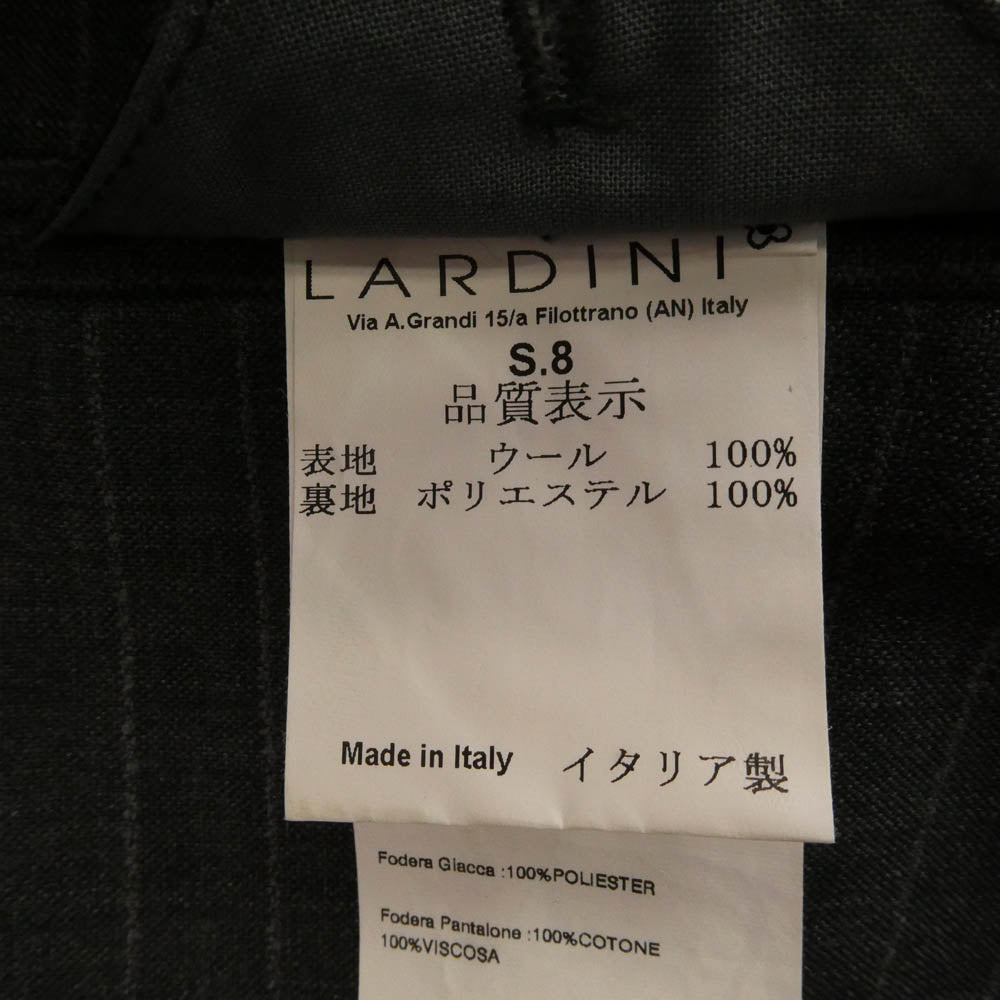 LARDINI
Via A.Grandi 15/a Filottrano (AN) Italy
S.8
品質表示
表地 ウール 100%
裏地 ポリエステル 100%
Made in Italy イタリア製
Fodera Giacca :100%POLIESTER
Fodera Pantalone :100%COTONE
100%VISCOSA